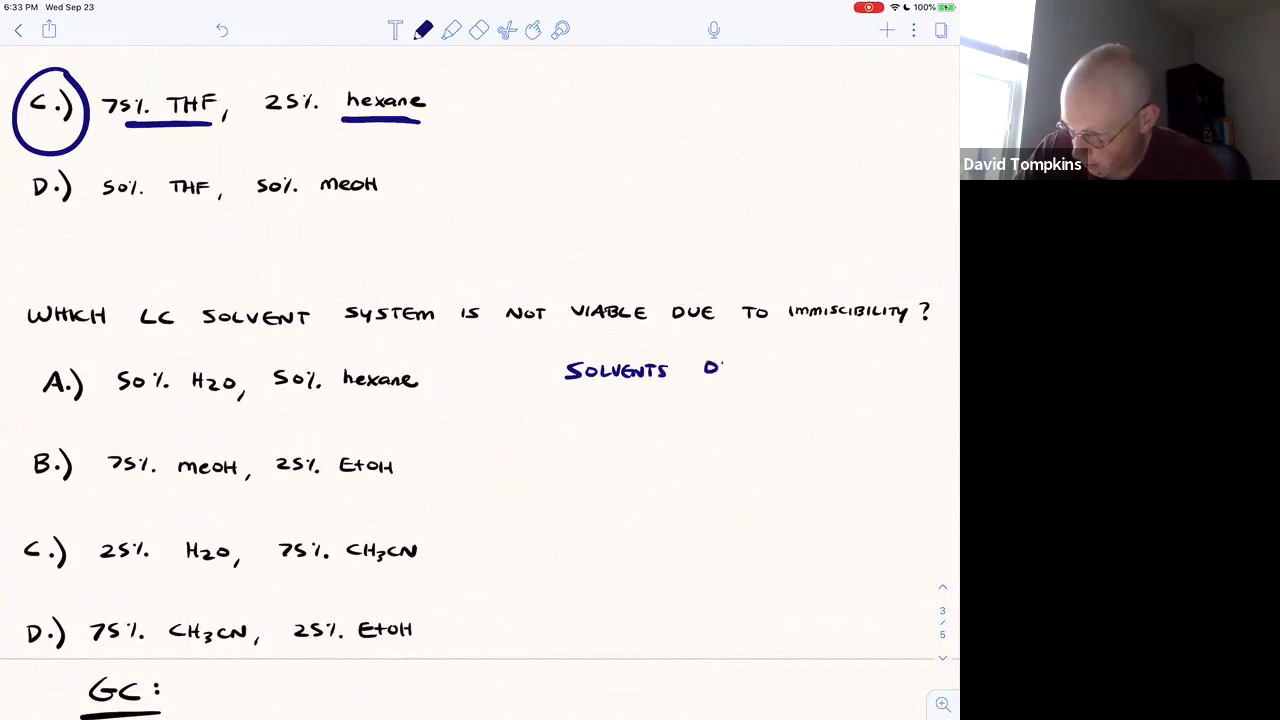 6:33 PM Wed Sep 23
100%
T
C.) 75% THF, 25% hexane
David Tompkins
D.) 50% THF, 50% meOH
WHICH LC SOLVENT SYSTEM IS NOT VIABLE DUE TO IMMISCIBILITY?
SOLVENTS D
A.) 50% H2O, 50% hexane
B.) 75% meOH, 25% EtOH
C.) 25% H2O, 75% CH3CN
D.) 75% CH3CN, 25% EtOH
3
/
5
GC: